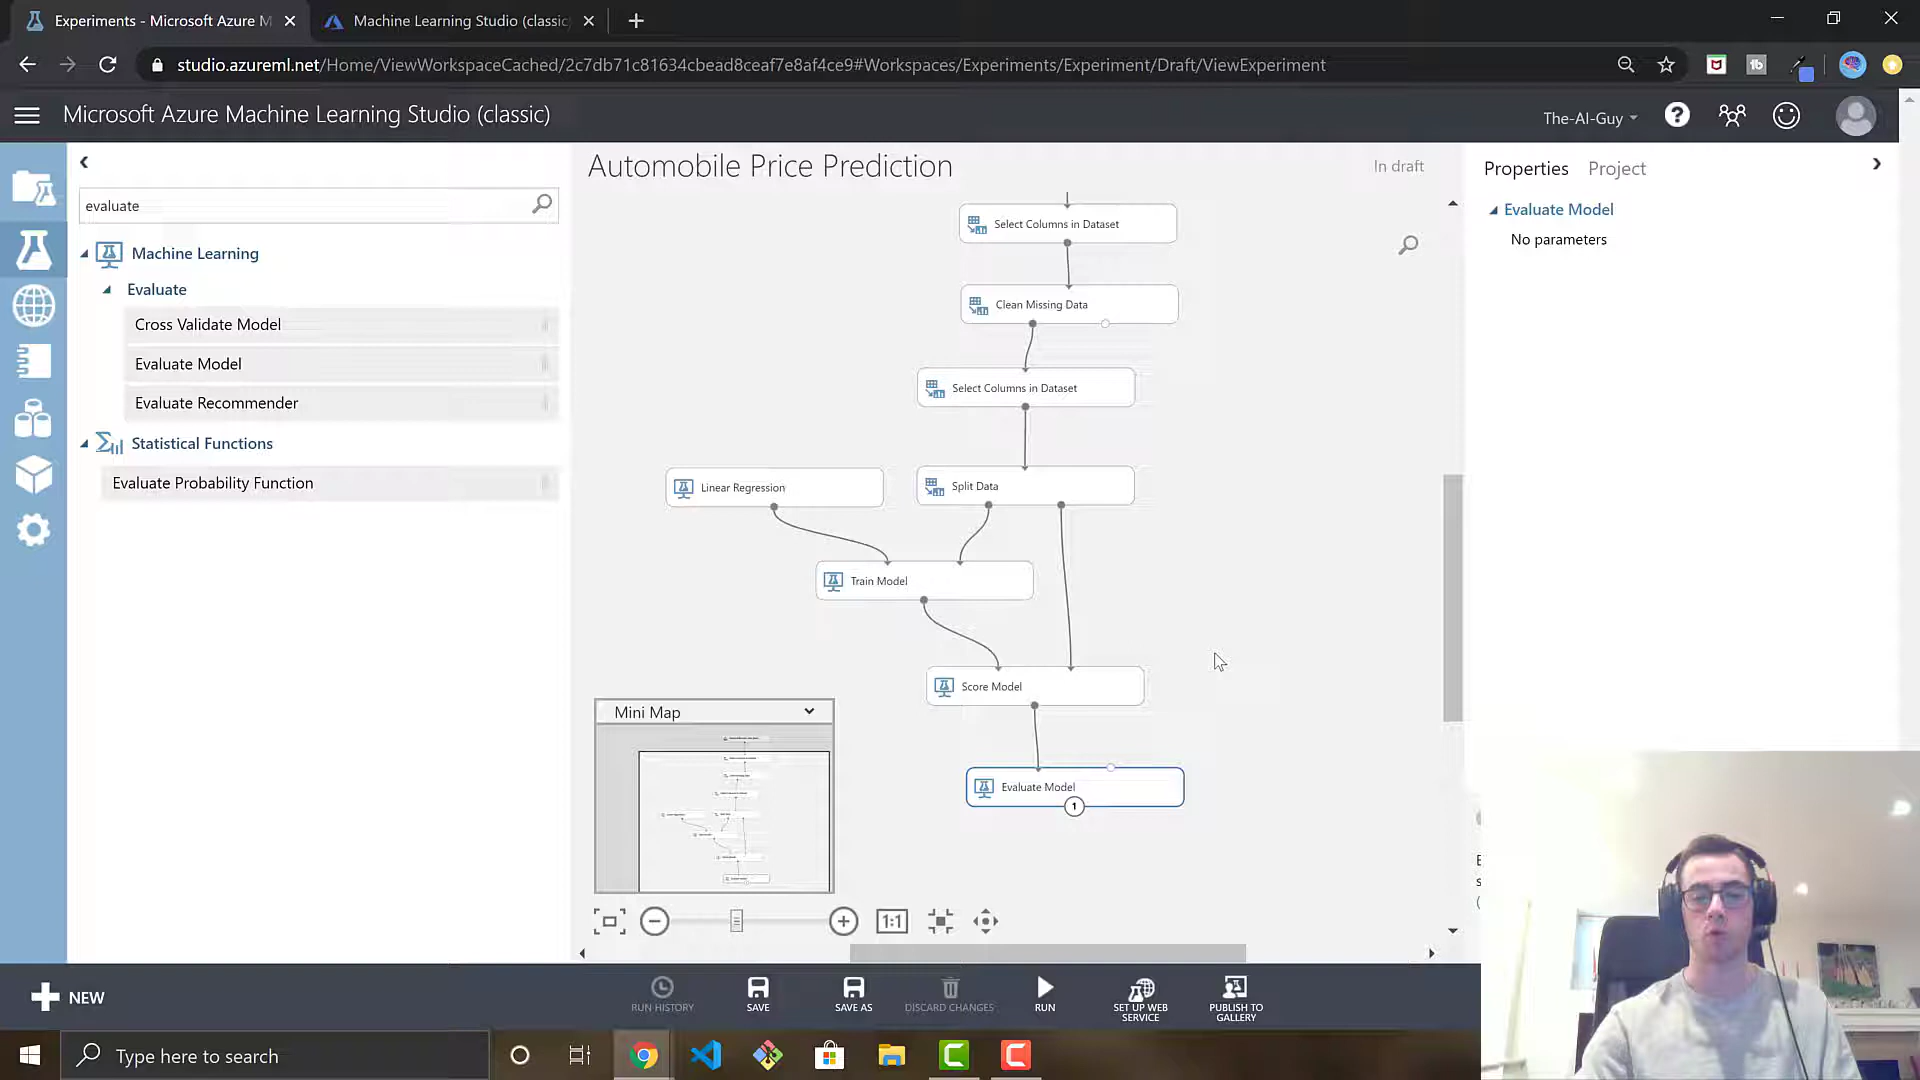 Experiments - Microsoft Azure M
Machine Learning Studio (classic
studio.azureml.net/Home/ViewWorkspaceCached/2c7db71c81634cbead8ceaf7e8af4ce9#Workspaces/Experiments/Experiment/Draft/ViewExperiment
Microsoft Azure Machine Learning Studio (classic)
The-AI-Guy
evaluate
Machine Learning
Evaluate
Cross Validate Model
Evaluate Model
Evaluate Recommender
Statistical Functions
Evaluate Probability Function
Automobile Price Prediction
In draft
Select Columns in Dataset
Clean Missing Data
Select Columns in Dataset
Linear Regression
Split Data
Train Model
Score Model
Evaluate Model
1
Mini Map
1:1
Properties
Project
Evaluate Model
No parameters
NEW
RUN HISTORY
SAVE
SAVE AS
DISCARD CHANGES
RUN
SET UP WEB
SERVICE
PUBLISH TO
GALLERY
Type here to search